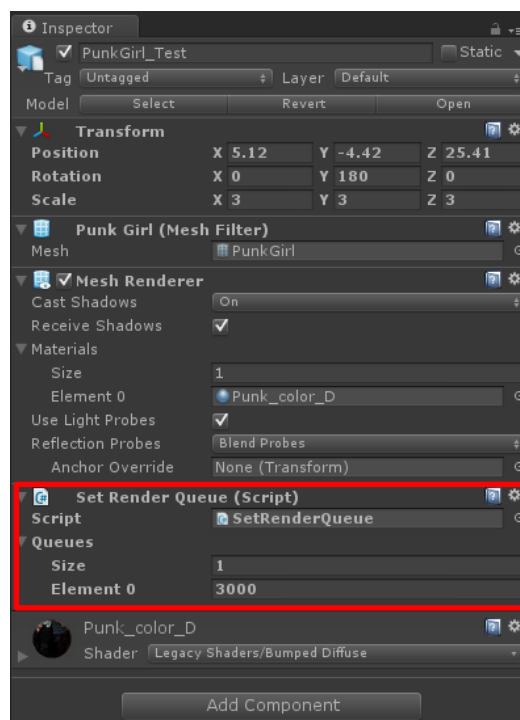 Inspector
PunkGirl_Test Static
Tag Untagged Layer Default
Model Select Revert Open
Transform
Position X 5.12 Y -4.42 Z 25.41
Rotation X 0 Y 180 Z 0
Scale X 3 Y 3 Z 3
Punk Girl (Mesh Filter)
Mesh PunkGirl
Mesh Renderer
Cast Shadows On
Receive Shadows
Materials
Size 1
Element 0 Punk_color_D
Use Light Probes
Reflection Probes Blend Probes
Anchor Override None (Transform)
Set Render Queue (Script)
Script SetRenderQueue
Queues
Size 1
Element 0 3000
Punk_color_D
Shader Legacy Shaders/Bumped Diffuse
Add Component